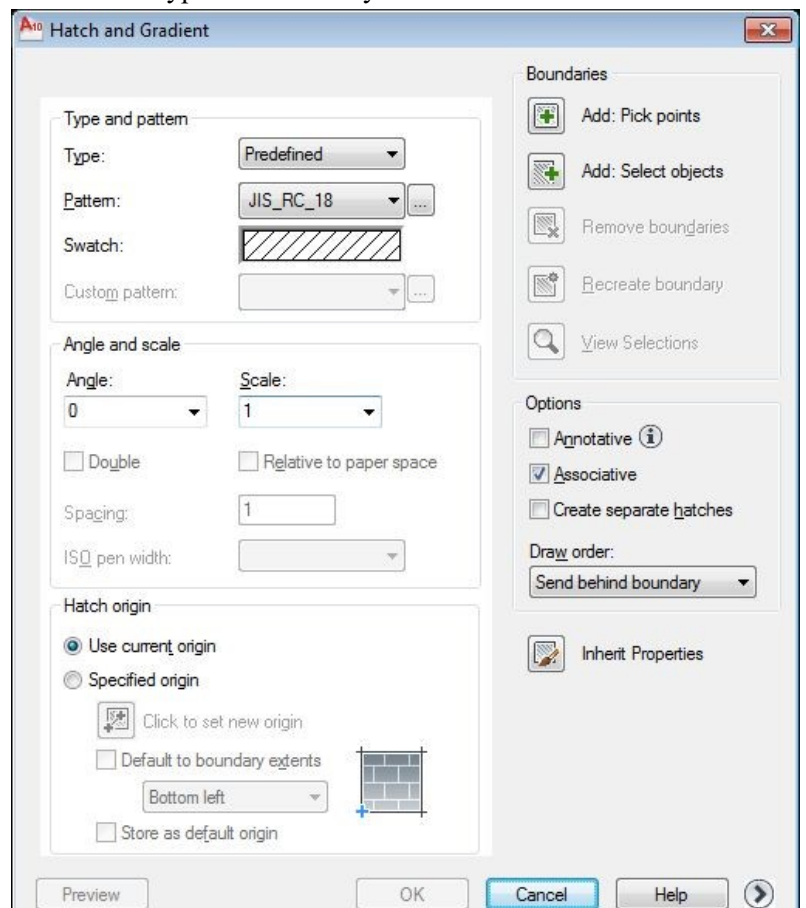 A10 Hatch and Gradient
Type and pattern
Type: Predefined
Pattern: JIS_RC_18 ...
Swatch:
Custom pattern: ...
Angle and scale
Angle: Scale:
0 1
Double Relative to paper space
Spacing: 1
ISO pen width:
Hatch origin
Use current origin
Specified origin
Click to set new origin
Default to boundary extents
Bottom left
Store as default origin
Boundaries
Add: Pick points
Add: Select objects
Remove boundaries
Recreate boundary
View Selections
Options
Annotative
Associative
Create separate hatches
Draw order:
Send behind boundary
Inherit Properties
Preview OK Cancel Help